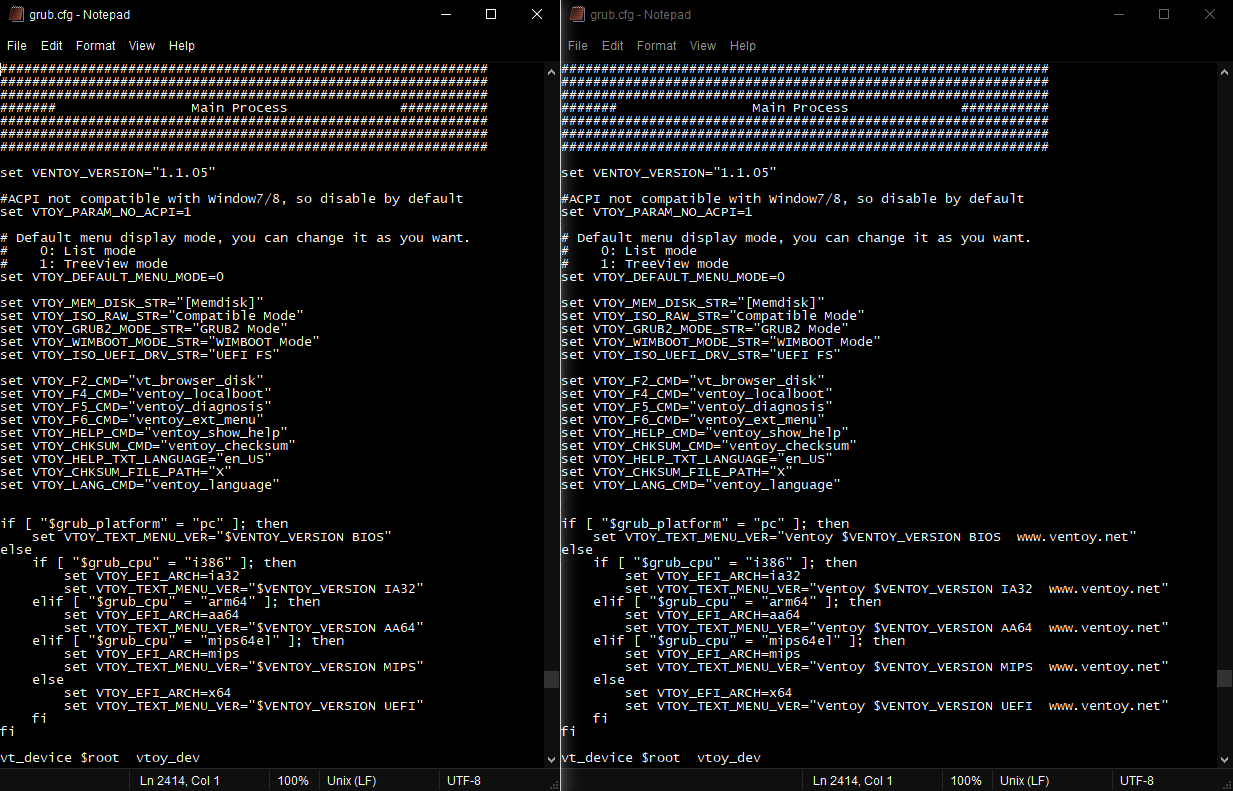 grub.cfg - Notepad
File Edit Format View Help
#############################################################
#############################################################
#############################################################
#######                 Main Process              ###########
#############################################################
#############################################################
#############################################################

set VENTOY_VERSION="1.1.05"

#ACPI not compatible with Window7/8, so disable by default
set VTOY_PARAM_NO_ACPI=1

# Default menu display mode, you can change it as you want.
#    0: List mode
#    1: TreeView mode
set VTOY_DEFAULT_MENU_MODE=0

set VTOY_MEM_DISK_STR="[Memdisk]"
set VTOY_ISO_RAW_STR="Compatible Mode"
set VTOY_GRUB2_MODE_STR="GRUB2 Mode"
set VTOY_WIMBOOT_MODE_STR="WIMBOOT Mode"
set VTOY_ISO_UEFI_DRV_STR="UEFI FS"

set VTOY_F2_CMD="vt_browser_disk"
set VTOY_F4_CMD="ventoy_localboot"
set VTOY_F5_CMD="ventoy_diagnosis"
set VTOY_F6_CMD="ventoy_ext_menu"
set VTOY_HELP_CMD="ventoy_show_help"
set VTOY_CHKSUM_CMD="ventoy_checksum"
set VTOY_HELP_TXT_LANGUAGE="en_US"
set VTOY_CHKSUM_FILE_PATH="X"
set VTOY_LANG_CMD="ventoy_language"

if [ "$grub_platform" = "pc" ]; then
    set VTOY_TEXT_MENU_VER="$VENTOY_VERSION BIOS"
else
    if [ "$grub_cpu" = "i386" ]; then
        set VTOY_EFI_ARCH=ia32
        set VTOY_TEXT_MENU_VER="$VENTOY_VERSION IA32"
    elif [ "$grub_cpu" = "arm64" ]; then
        set VTOY_EFI_ARCH=aa64
        set VTOY_TEXT_MENU_VER="$VENTOY_VERSION AA64"
    elif [ "$grub_cpu" = "mips64el" ]; then
        set VTOY_EFI_ARCH=mips
        set VTOY_TEXT_MENU_VER="$VENTOY_VERSION MIPS"
    else
        set VTOY_EFI_ARCH=x64
        set VTOY_TEXT_MENU_VER="$VENTOY_VERSION UEFI"
    fi
fi

vt_device $root  vtoy_dev
Ln 2414, Col 1 100% Unix (LF) UTF-8
grub.cfg - Notepad
File Edit Format View Help
#############################################################
#############################################################
#############################################################
#######                 Main Process              ###########
#############################################################
#############################################################
#############################################################

set VENTOY_VERSION="1.1.05"

#ACPI not compatible with Window7/8, so disable by default
set VTOY_PARAM_NO_ACPI=1

# Default menu display mode, you can change it as you want.
#    0: List mode
#    1: TreeView mode
set VTOY_DEFAULT_MENU_MODE=0

set VTOY_MEM_DISK_STR="[Memdisk]"
set VTOY_ISO_RAW_STR="Compatible Mode"
set VTOY_GRUB2_MODE_STR="GRUB2 Mode"
set VTOY_WIMBOOT_MODE_STR="WIMBOOT Mode"
set VTOY_ISO_UEFI_DRV_STR="UEFI FS"

set VTOY_F2_CMD="vt_browser_disk"
set VTOY_F4_CMD="ventoy_localboot"
set VTOY_F5_CMD="ventoy_diagnosis"
set VTOY_F6_CMD="ventoy_ext_menu"
set VTOY_HELP_CMD="ventoy_show_help"
set VTOY_CHKSUM_CMD="ventoy_checksum"
set VTOY_HELP_TXT_LANGUAGE="en_US"
set VTOY_CHKSUM_FILE_PATH="X"
set VTOY_LANG_CMD="ventoy_language"

if [ "$grub_platform" = "pc" ]; then
    set VTOY_TEXT_MENU_VER="Ventoy $VENTOY_VERSION BIOS  www.ventoy.net"
else
    if [ "$grub_cpu" = "i386" ]; then
        set VTOY_EFI_ARCH=ia32
        set VTOY_TEXT_MENU_VER="Ventoy $VENTOY_VERSION IA32  www.ventoy.net"
    elif [ "$grub_cpu" = "arm64" ]; then
        set VTOY_EFI_ARCH=aa64
        set VTOY_TEXT_MENU_VER="Ventoy $VENTOY_VERSION AA64  www.ventoy.net"
    elif [ "$grub_cpu" = "mips64el" ]; then
        set VTOY_EFI_ARCH=mips
        set VTOY_TEXT_MENU_VER="Ventoy $VENTOY_VERSION MIPS  www.ventoy.net"
    else
        set VTOY_EFI_ARCH=x64
        set VTOY_TEXT_MENU_VER="Ventoy $VENTOY_VERSION UEFI  www.ventoy.net"
    fi
fi

vt_device $root  vtoy_dev
Ln 2414, Col 1 100% Unix (LF) UTF-8